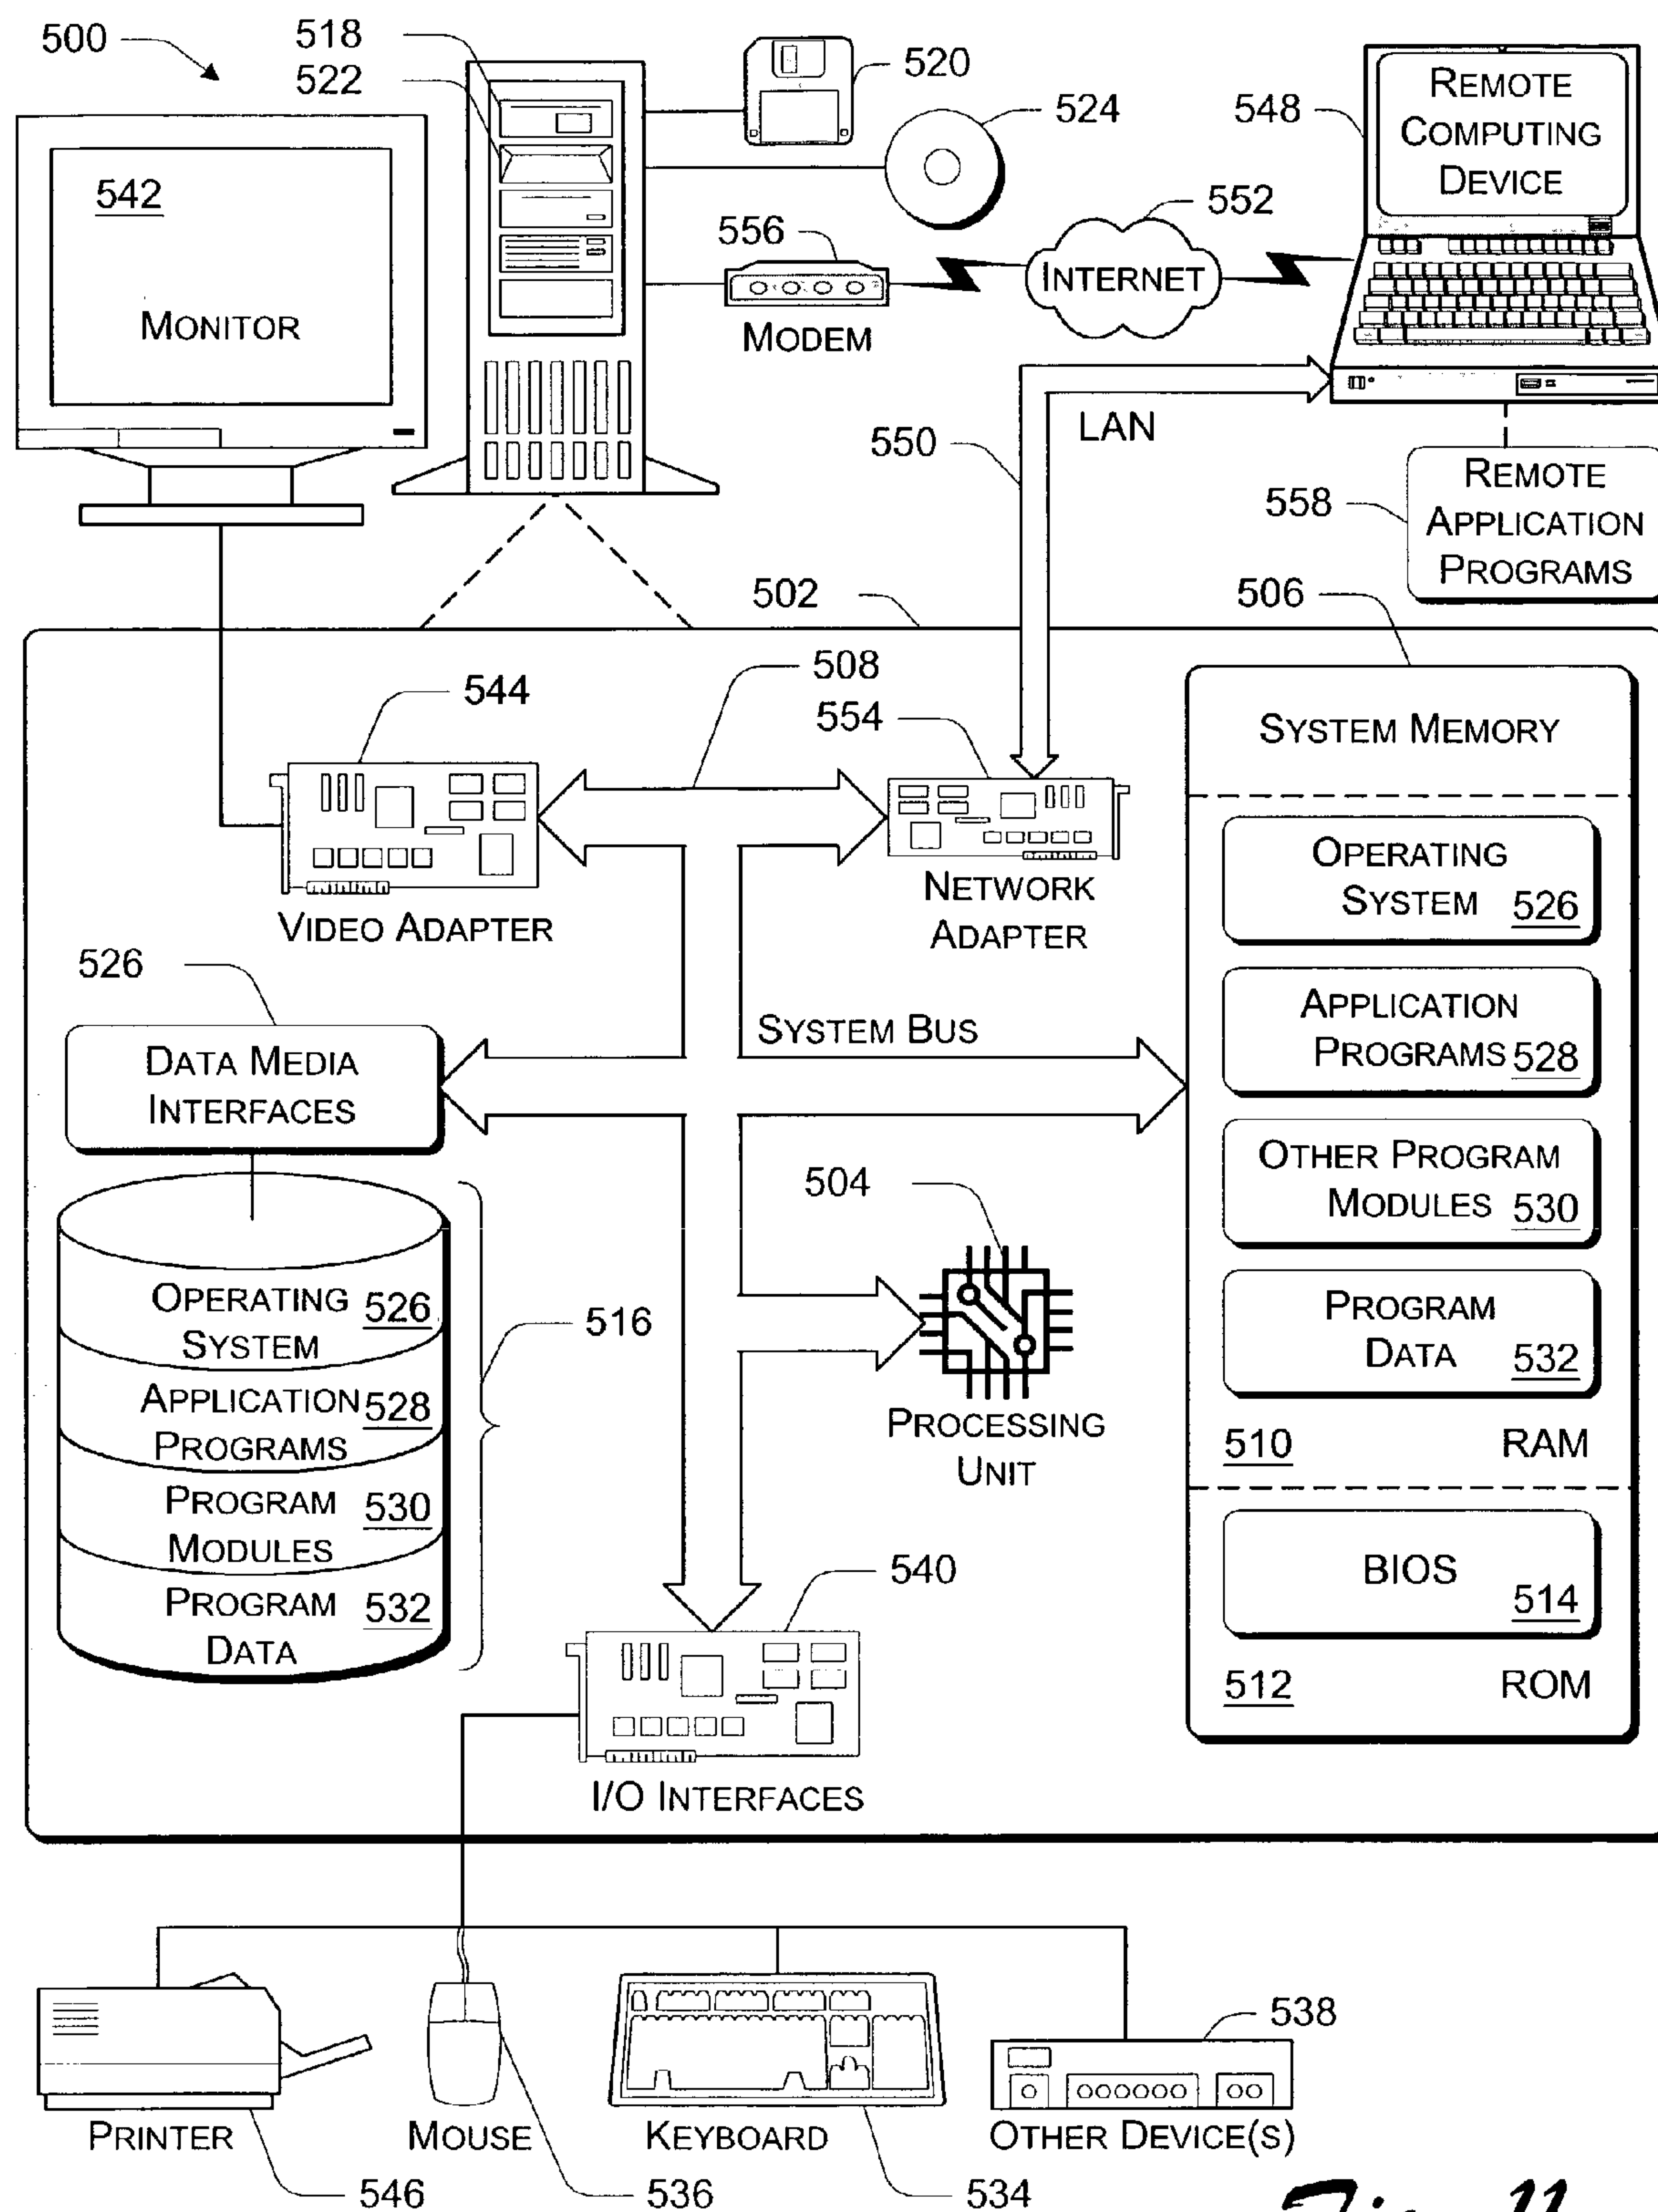 500
518
522
520
524
548
REMOTE
COMPUTING
DEVICE
542
MONITOR
556
MODEM
552
INTERNET
LAN
550
558
REMOTE
APPLICATION
PROGRAMS
502
506
508
544
554
SYSTEM MEMORY
VIDEO ADAPTER
NETWORK
ADAPTER
OPERATING
SYSTEM 526
526
DATA MEDIA
INTERFACES
SYSTEM BUS
APPLICATION
PROGRAMS 528
OTHER PROGRAM
MODULES 530
504
PROCESSING
UNIT
PROGRAM
DATA 532
510 RAM
OPERATING 526
SYSTEM
APPLICATION 528
PROGRAMS
PROGRAM 530
MODULES
PROGRAM 532
DATA
516
BIOS
514
512 ROM
540
I/O INTERFACES
538
PRINTER
MOUSE
KEYBOARD
OTHER DEVICE(S)
546
536
534